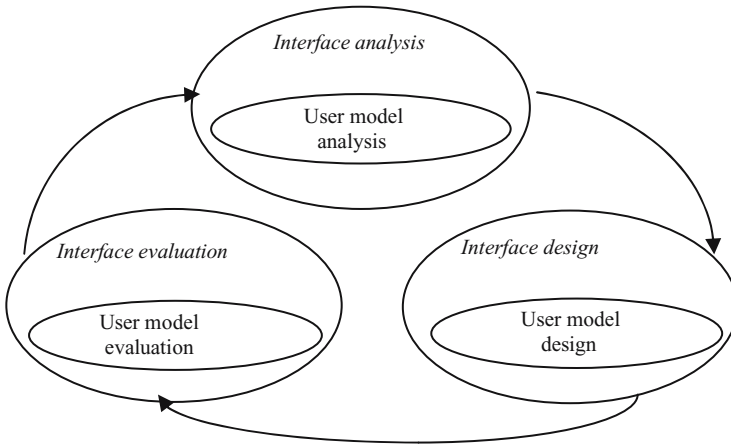 Interface analysis
User model
analysis
Interface evaluation
User model
evaluation
Interface design
User model
design